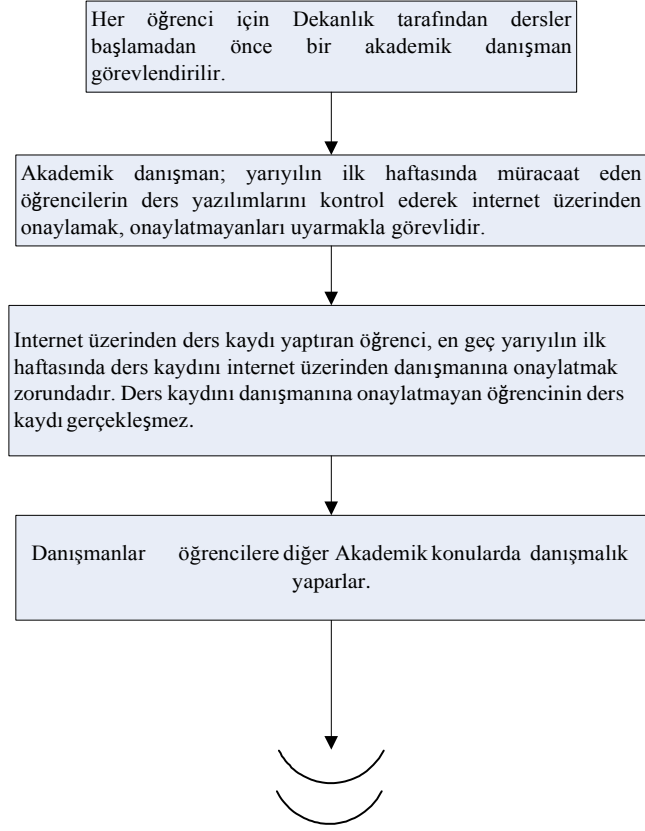 Her öğrenci için Dekanlık tarafından dersler
başlamadan önce bir akademik danışman
görevlendirilir.
Akademik danışman; yarıyılın ilk haftasında müracaat eden
öğrencilerin ders yazılımlarını kontrol ederek internet üzerinden
onaylamak, onaylatmayanları uyarmakla görevlidir.
Internet üzerinden ders kaydı yaptıran öğrenci, en geç yarıyılın ilk
haftasında ders kaydını internet üzerinden danışmanına onaylatmak
zorundadır. Ders kaydını danışmanına onaylatmayan öğrencinin ders
kaydı gerçekleşmez.
Danışmanlar öğrencilere diğer Akademik konularda danışmalık
yaparlar.